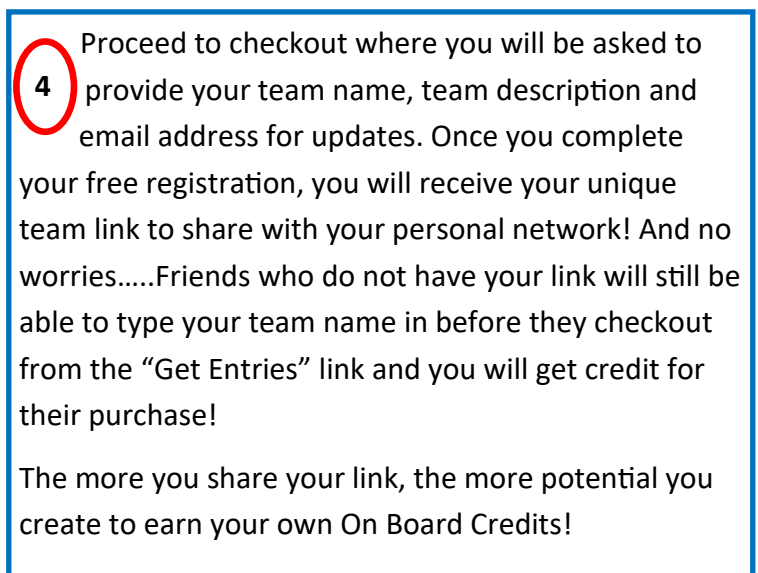 Proceed to checkout where you will be asked to
4 provide your team name, team description and
email address for updates. Once you complete
your free registration, you will receive your unique
team link to share with your personal network! And no
worries…..Friends who do not have your link will still be
able to type your team name in before they checkout
from the “Get Entries” link and you will get credit for
their purchase!
The more you share your link, the more potential you
create to earn your own On Board Credits!